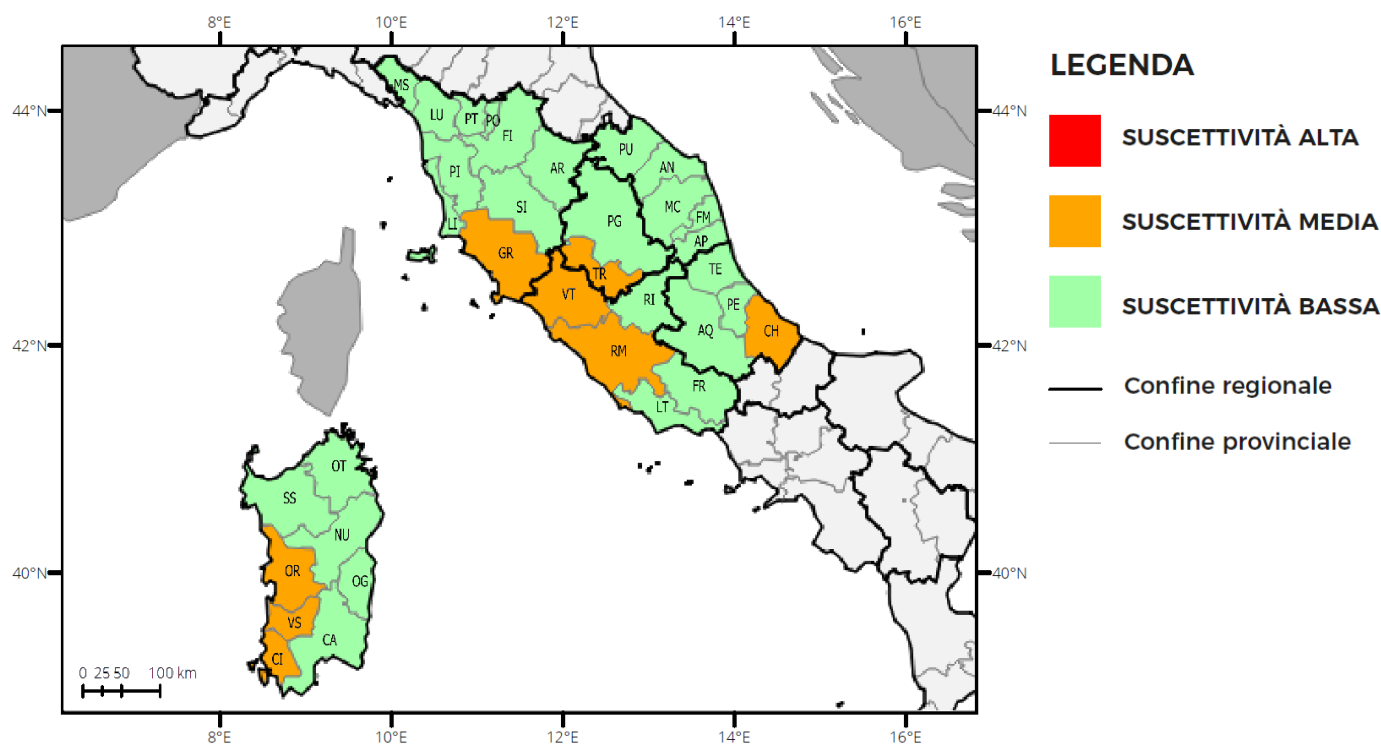 8°E 10°E 12°E 14°E 16°E
44°N 44°N
42°N 42°N
40°N 40°N
MS
LU PT PO
FI
PI AR
SI
LI
GR
PU
AN
MC
FM
AP
PG
TR
TE
RI PE
VT
AQ CH
RM
FR
LT
OT
SS
NU
OR
OG
VS
CA
CI
0 25 50 100 km
8°E 10°E 12°E 14°E 16°E
LEGENDA
SUSCETTIVITÀ ALTA
SUSCETTIVITÀ MEDIA
SUSCETTIVITÀ BASSA
Confine regionale
Confine provinciale